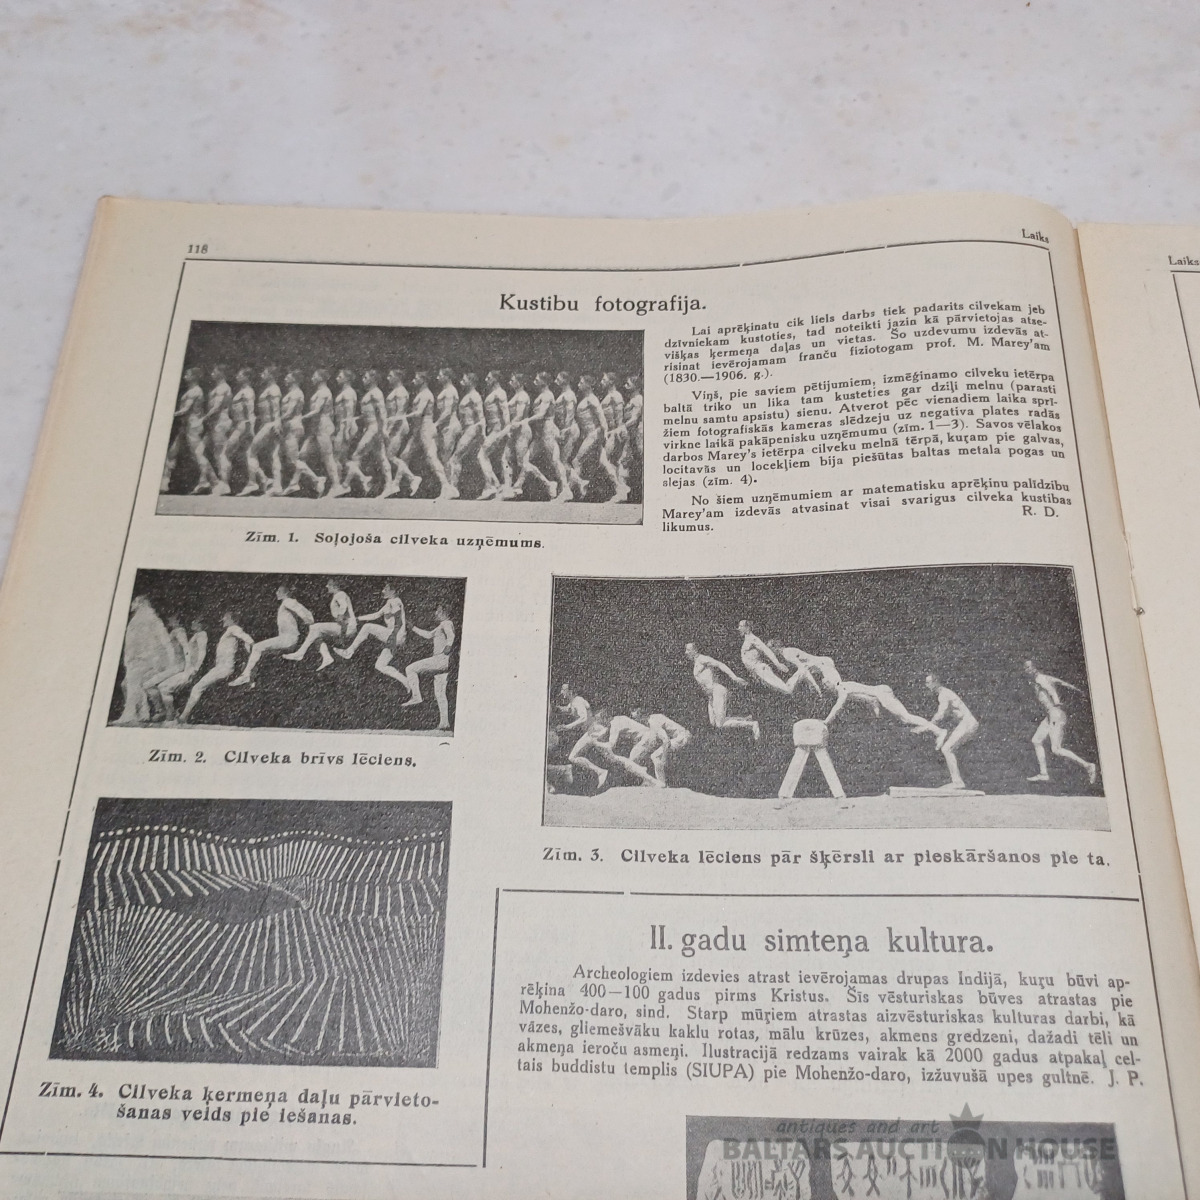 118
Laiks
Laiks
Kustibu fotografija.
Lai aprēķinatu cik liels darbs tiek padarits cilvekam jeb
dzīvniekam kustoties, tad noteikti jazin kā pārvietojas atse-
višķas ķermeņa daļas un vietas. Šo uzdevumu izdevās at-
risinat ievērojamam franču fiziotogam prof. M. Marey'am
(1830.—1906. g.).
Viņš, pie saviem pētijumiem, izmēģinamo cilveku ietērpa
baltā triko un lika tam kusteties gar dziļi melnu (parasti
melnu samtu apsistu) sienu. Atverot pēc vienadiem laika sprī-
žiem fotografiskās kameras slēdzeju uz negativa plates radās
virkne laikā pakāpenisku uzņēmumu (zīm. 1—3). Savos vēlakos
darbos Marey's ietērpa cilveku melnā tērpā, kuŗam pie galvas,
locitavās un locekļiem bija piešūtas baltas metala pogas un
slejas (zīm. 4).
No šiem uzņēmumiem ar matematisku aprēķinu palīdzibu
Marey'am izdevās atvasinat visai svarigus cilveka kustibas
likumus. R. D.
Zīm. 1. Soļojoša cilveka uzņēmums.
Zīm. 2. Cilveka brīvs lēciens.
Zīm. 3. Cilveka lēciens pār šķērsli ar pieskāršanos pie ta.
Zīm. 4. Cilveka ķermeņa daļu pārvieto-
šanas veids pie iešanas.
II. gadu simteņa kultura.
Archeologiem izdevies atrast ievērojamas drupas Indijā, kuŗu būvi ap-
rēķina 400—100 gadus pirms Kristus. Šis vēsturiskas būves atrastas pie
Mohenžo-daro, sind. Starp mūŗiem atrastas aizvēsturiskas kulturas darbi, kā
vāzes, gliemešvāku kaklu rotas, mālu krūzes, akmens gredzeni, dažadi tēli un
akmeņa ieroču asmeņi. Ilustracijā redzams vairak kā 2000 gadus atpakaļ cel-
tais buddistu templis (SIUPA) pie Mohenžo-daro, izžuvušā upes gultnē. J. P.
antiques and art
BALTARS AUCTION HOUSE